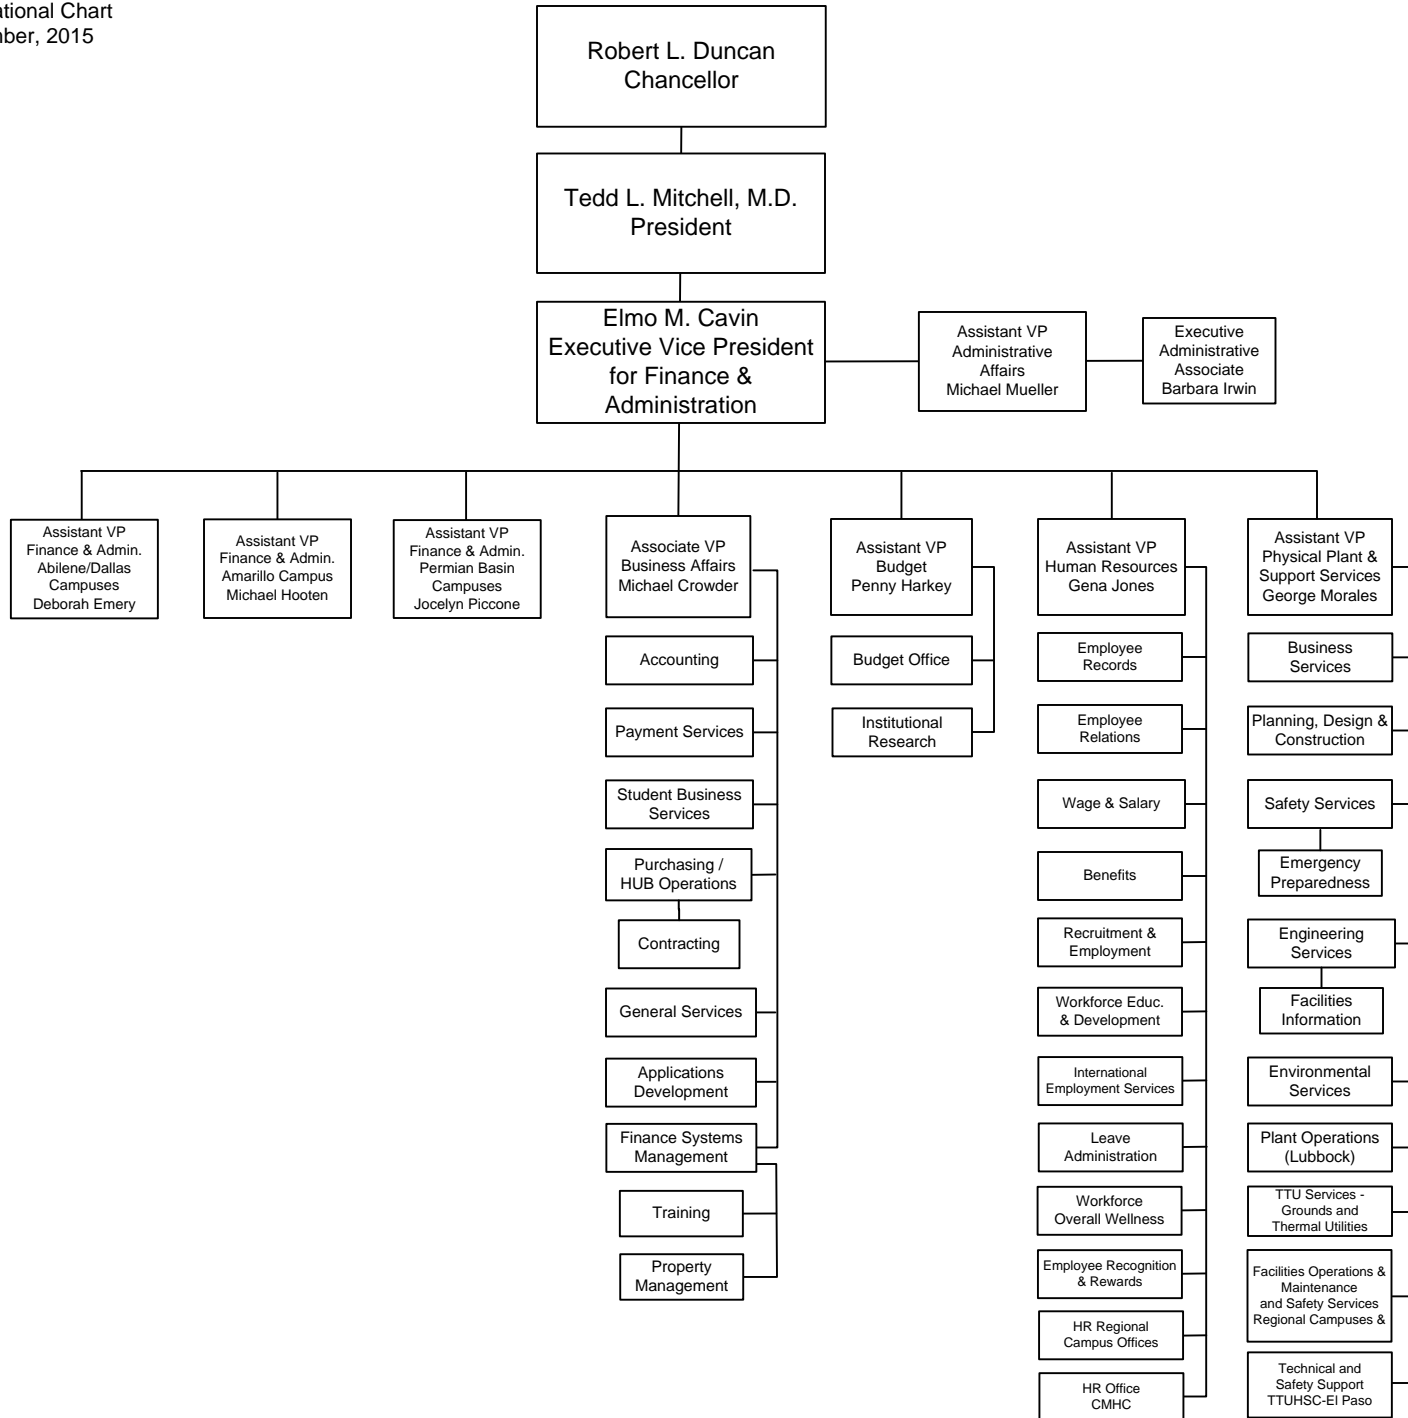 ational Chart
nber, 2015
Robert L. Duncan
Chancellor
Tedd L. Mitchell, M.D.
President
Elmo M. Cavin
Executive Vice President
for Finance &
Administration
Assistant VP
Administrative
Affairs
Michael Mueller
Executive
Administrative
Associate
Barbara Irwin
Assistant VP
Finance & Admin.
Abilene/Dallas
Campuses
Deborah Emery
Assistant VP
Finance & Admin.
Amarillo Campus
Michael Hooten
Assistant VP
Finance & Admin.
Permian Basin
Campuses
Jocelyn Piccone
Associate VP
Business Affairs
Michael Crowder
Accounting
Payment Services
Student Business
Services
Purchasing /
HUB Operations
Contracting
General Services
Applications
Development
Finance Systems
Management
Training
Property
Management
Assistant VP
Budget
Penny Harkey
Budget Office
Institutional
Research
Assistant VP
Human Resources
Gena Jones
Employee
Records
Employee
Relations
Wage & Salary
Benefits
Recruitment &
Employment
Workforce Educ.
& Development
International
Employment Services
Leave
Administration
Workforce
Overall Wellness
Employee Recognition
& Rewards
HR Regional
Campus Offices
HR Office
CMHC
Assistant VP
Physical Plant &
Support Services
George Morales
Business
Services
Planning, Design &
Construction
Safety Services
Emergency
Preparedness
Engineering
Services
Facilities
Information
Environmental
Services
Plant Operations
(Lubbock)
TTU Services -
Grounds and
Thermal Utilities
Facilities Operations &
Maintenance
and Safety Services
Regional Campuses &
Technical and
Safety Support
TTUHSC-El Paso